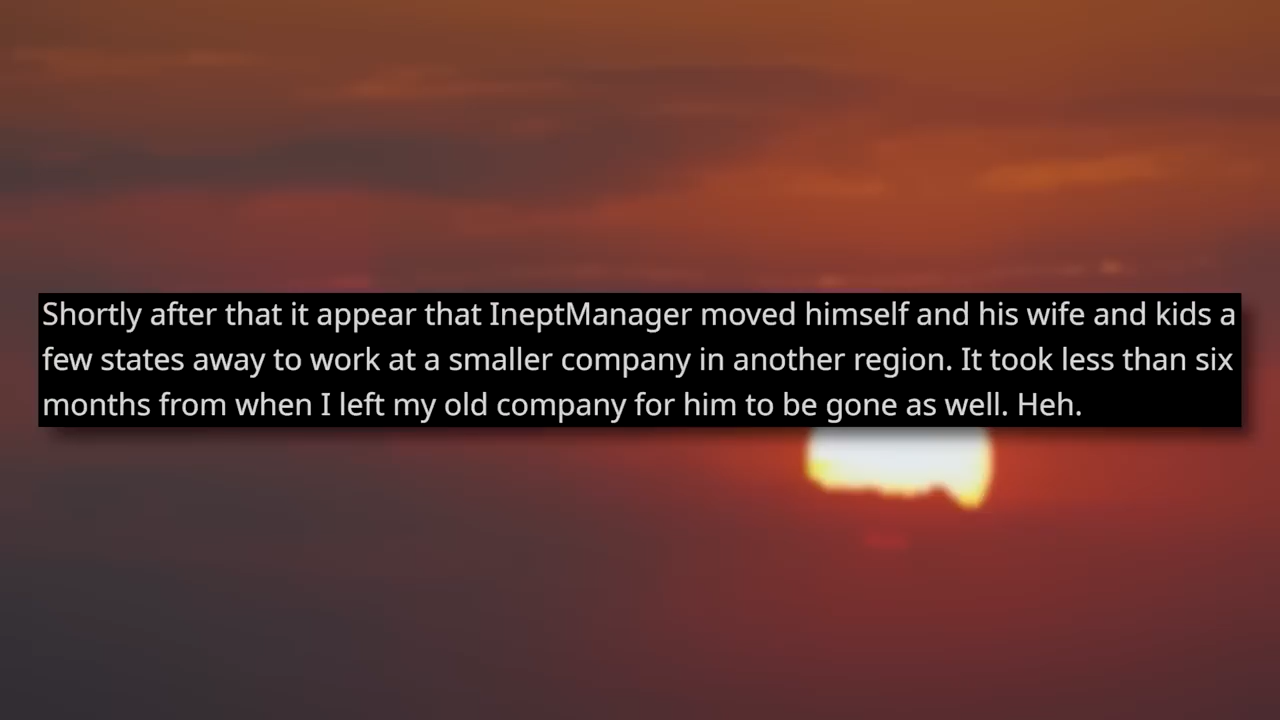 Shortly after that it appear that IneptManager moved himself and his wife and kids a
few states away to work at a smaller company in another region. It took less than six
months from when I left my old company for him to be gone as well. Heh.